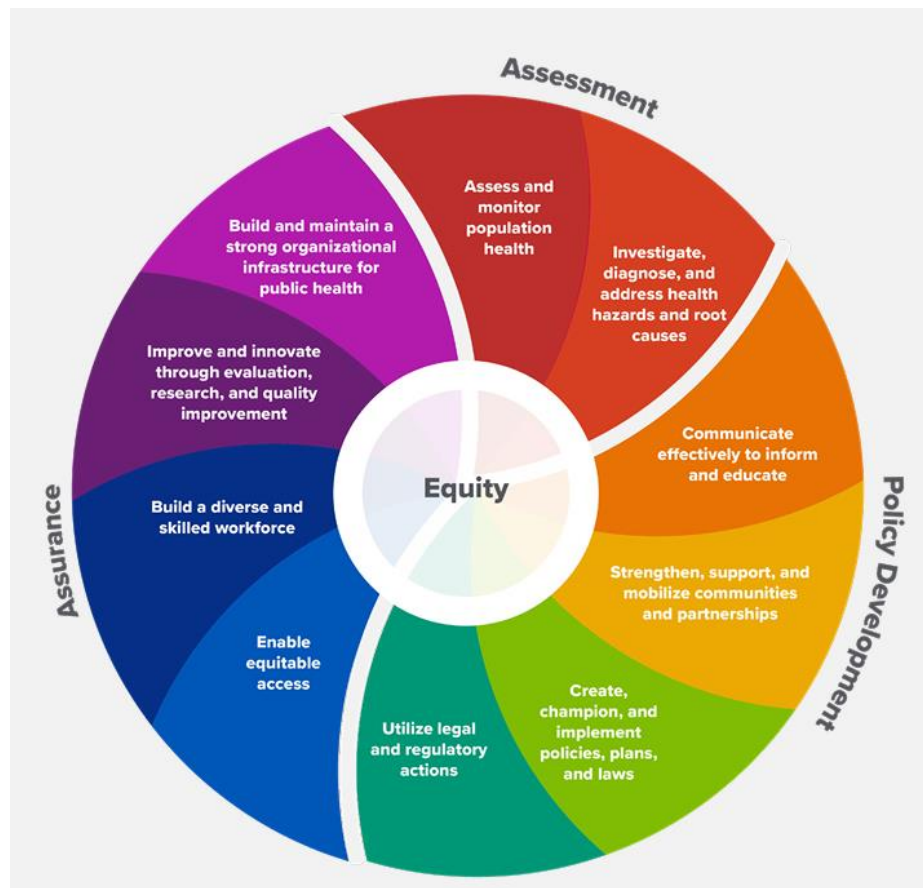 Assessment
Assess and
monitor
population
health
Investigate,
diagnose, and
address health
hazards and root
causes
Policy Development
Communicate
effectively to inform
and educate
Strengthen, support, and
mobilize communities
and partnerships
Create,
champion, and
implement
policies, plans,
and laws
Utilize legal
and regulatory
actions
Assurance
Enable
equitable
access
Build a diverse and
skilled workforce
Improve and innovate
through evaluation,
research, and quality
improvement
Build and maintain a
strong organizational
infrastructure for
public health
Equity